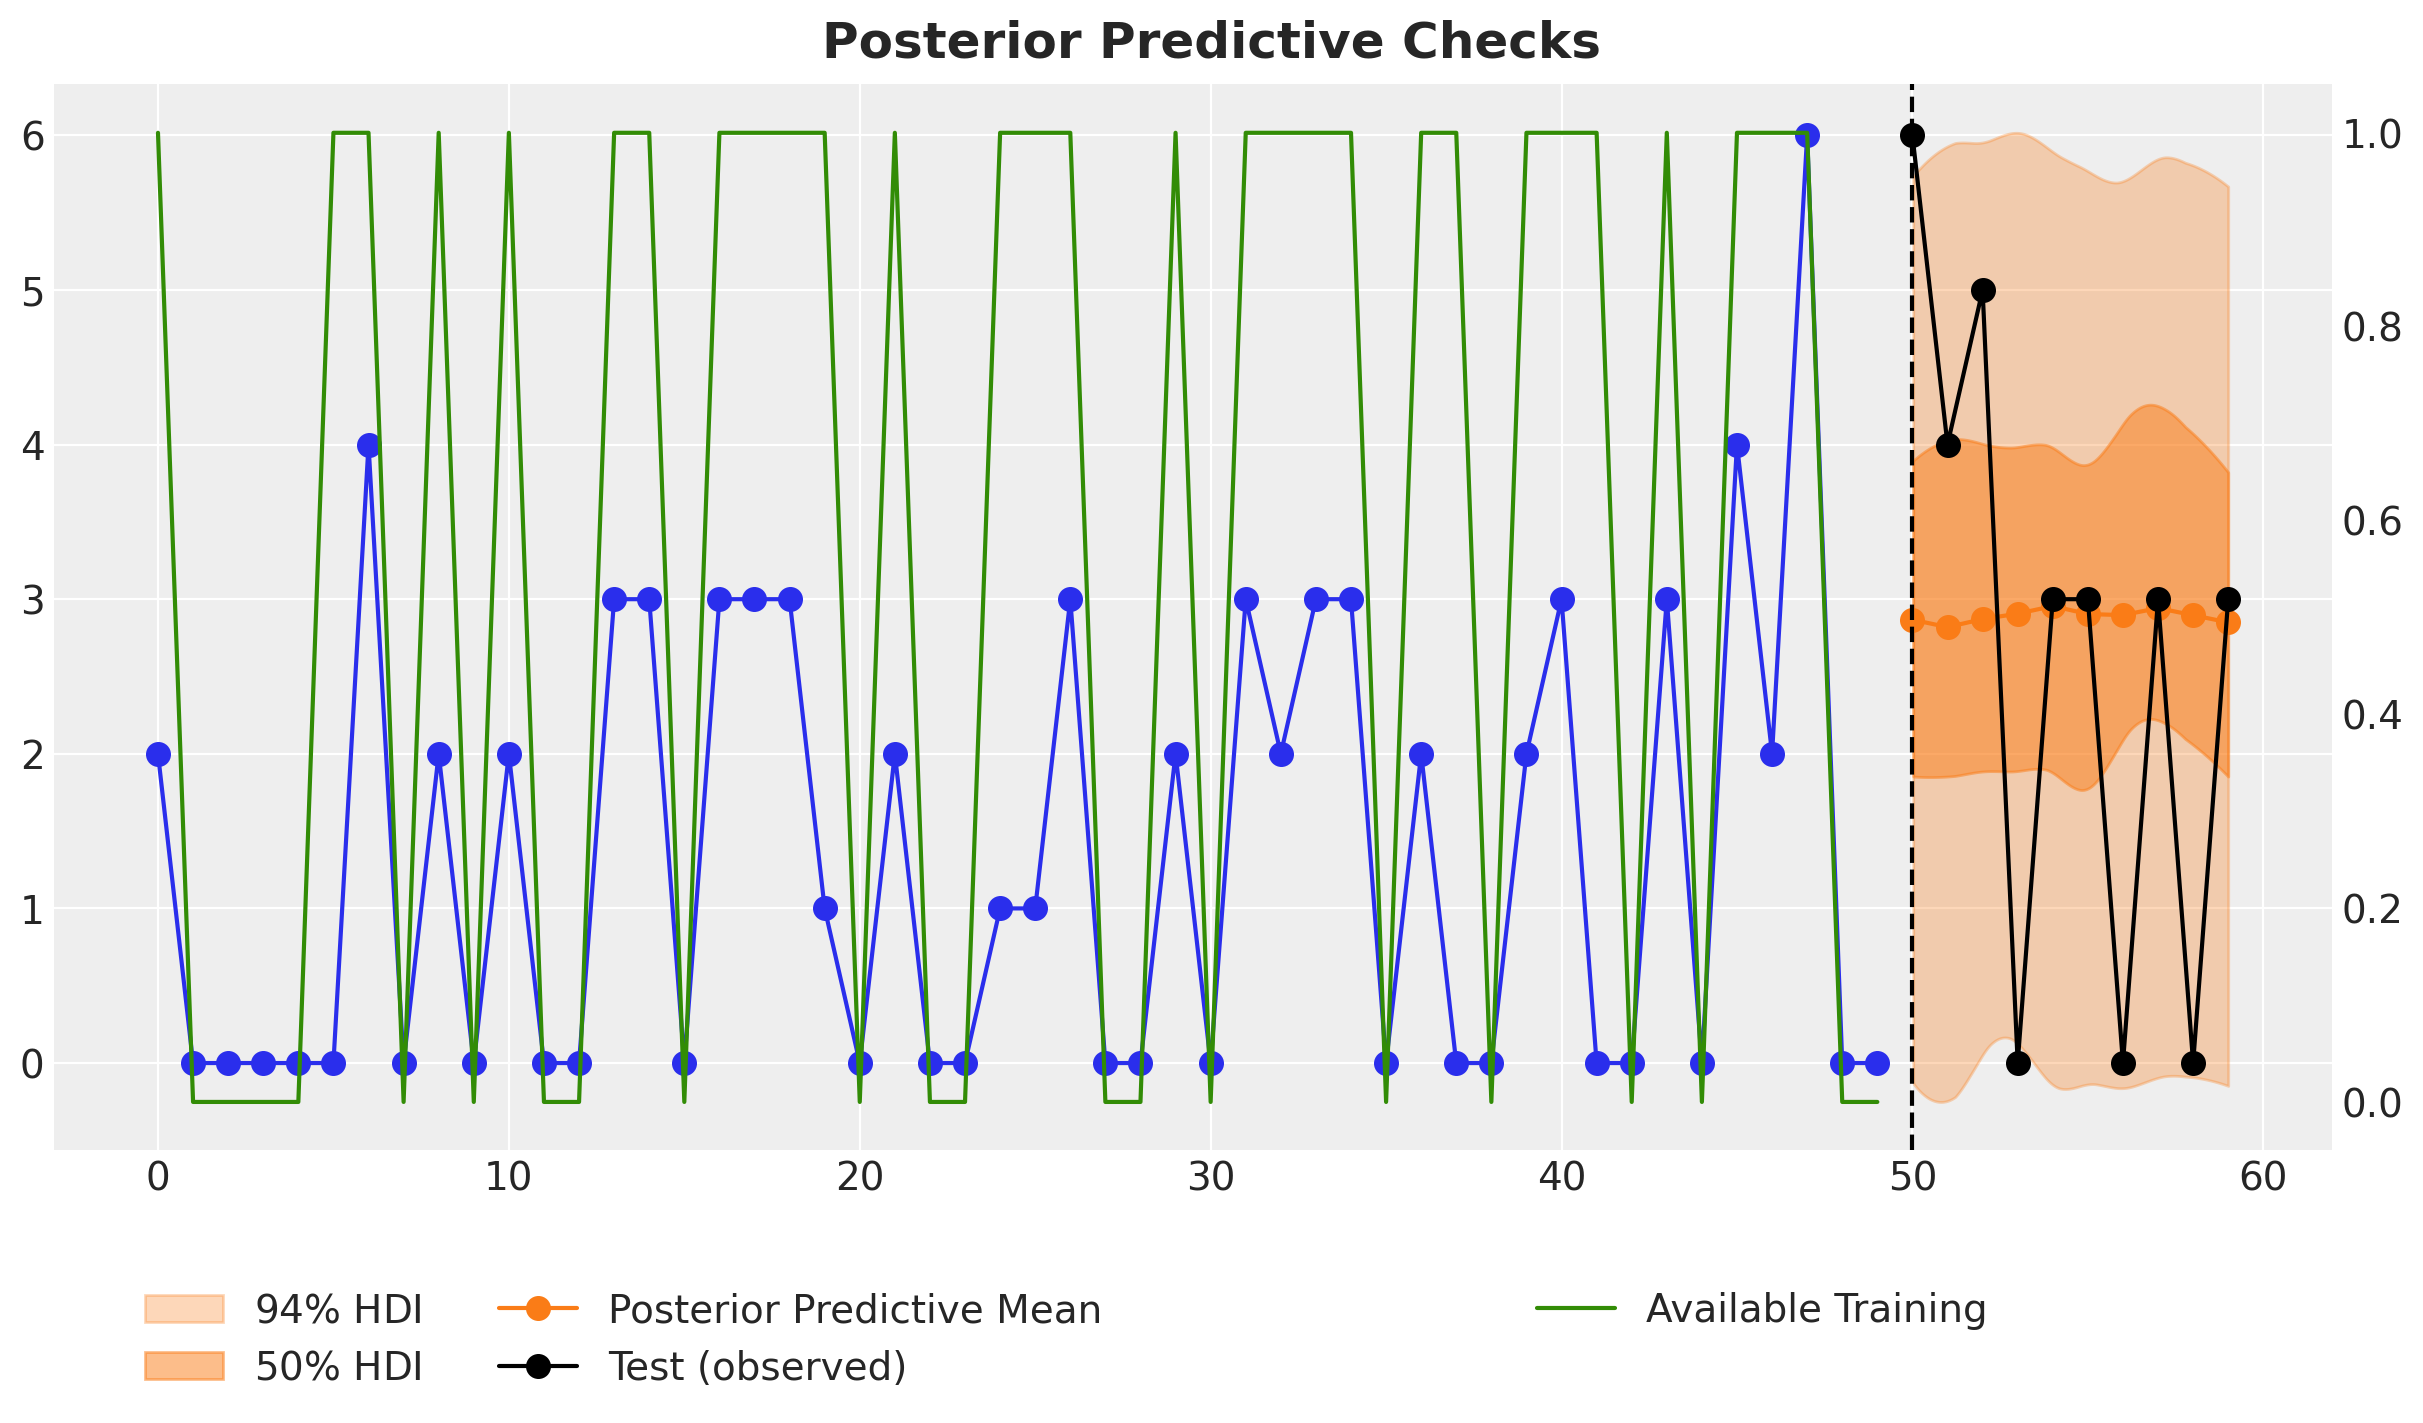 Posterior Predictive Checks
6
5
4
3
2
1
0
1.0
0.8
0.6
0.4
0.2
0.0
0 10 20 30 40 50 60
94% HDI
50% HDI
Posterior Predictive Mean
Test (observed)
Available Training